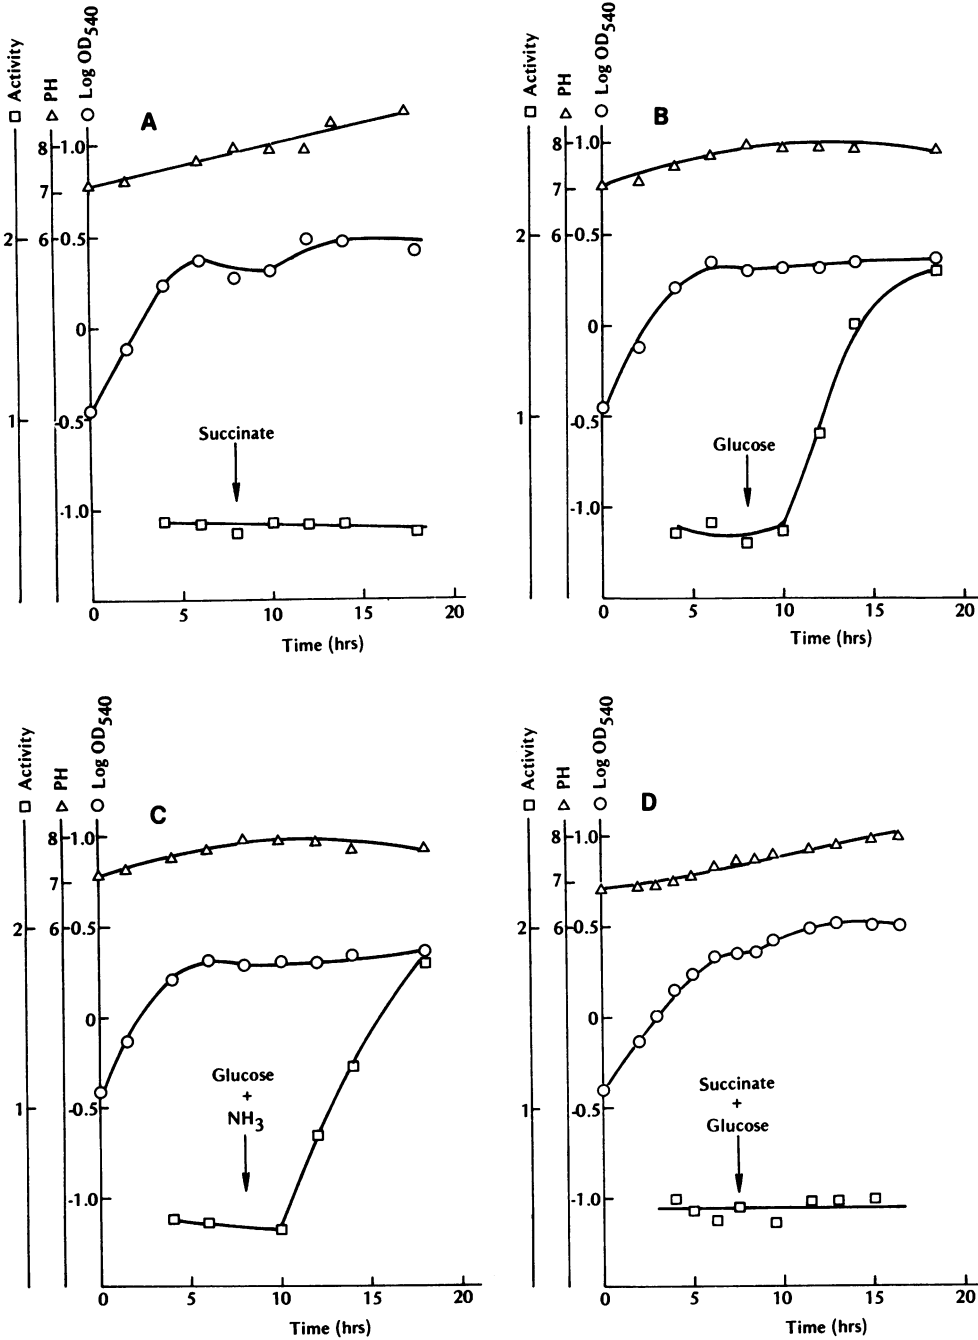 □ Activity
△ PH
○ Log OD540
A
8 1.0
7
2 6 0.5
0
1 -0.5
-1.0
Succinate
0 5 10 15 20
Time (hrs)
□ Activity
△ PH
○ Log OD540
B
8 1.0
7
2 6 0.5
0
1 -0.5
-1.0
Glucose
0 5 10 15 20
Time (hrs)
□ Activity
△ PH
○ Log OD540
C
8 1.0
7
2 6 0.5
0
1 -0.5
-1.0
Glucose
+
NH3
0 5 10 15 20
Time (hrs)
□ Activity
△ PH
○ Log OD540
D
8 1.0
7
2 6 0.5
0
1 -0.5
-1.0
Succinate
+
Glucose
0 5 10 15 20
Time (hrs)